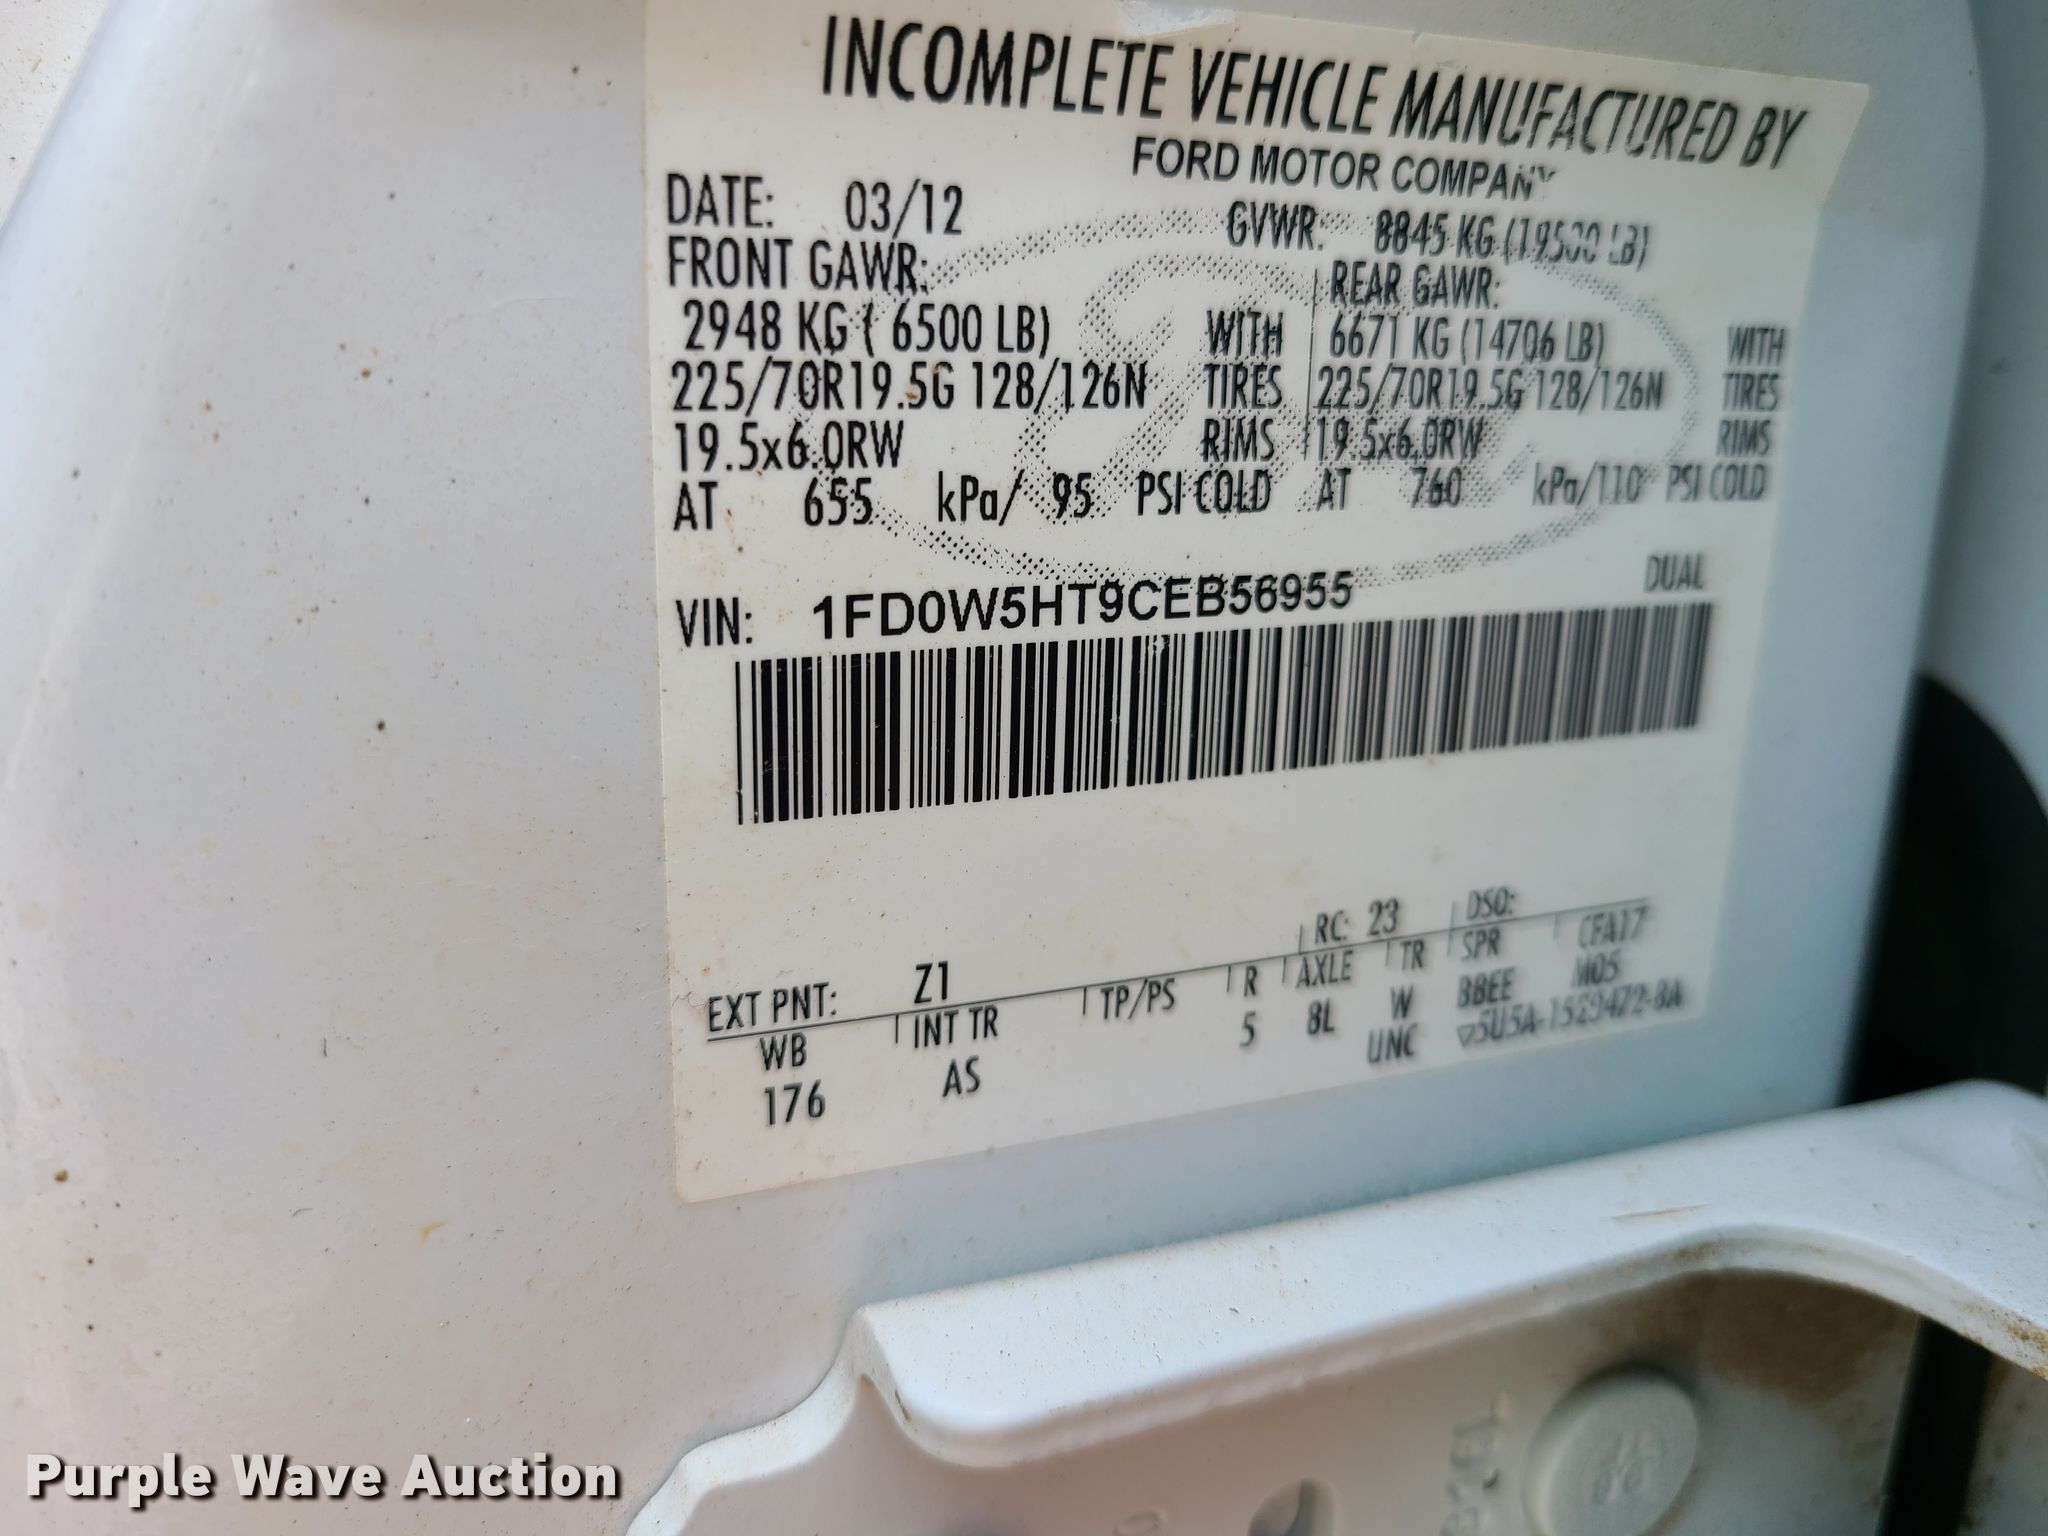 INCOMPLETE VEHICLE MANUFACTURED BY
FORD MOTOR COMPANY
DATE: 03/12 GVWR: 8845 KG (19500 LB)
FRONT GAWR: REAR GAWR:
2948 KG ( 6500 LB) WITH 6671 KG (14706 LB) WITH
225/70R19.5G 128/126N TIRES 225/70R19.5G 128/126N TIRES
19.5x6.0RW RIMS 19.5x6.0RW RIMS
AT 655 kPa/ 95 PSI COLD AT 760 kPa/110 PSI COLD
VIN: 1FD0W5HT9CEB56955 DUAL
RC: 23 DSO:
EXT PNT: Z1 CFA17
WB INT TR TP/PS R AXLE TR SPR M05
176 AS 5 8L W BBEE
UNC
Purple Wave Auction